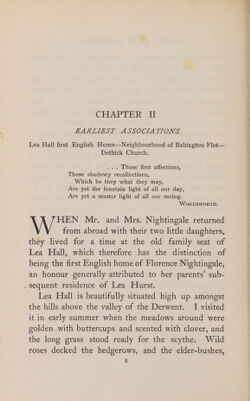 CHAPTER II
EARLIEST ASSOCIATIONS
Lea Hall first English Home—Neighbourhood of Babington Plot—
Dethick Church.
. . . Those first affections,
Those shadowy recollections,
Which be they what they may,
Are yet the fountain light of all our day,
Are yet a master light of all our seeing.
WORDSWORTH.
WHEN Mr. and Mrs. Nightingale returned
from abroad with their two little daughters,
they lived for a time at the old family seat of
Lea Hall, which therefore has the distinction of
being the first English home of Florence Nightingale,
an honour generally attributed to her parents' sub-
sequent residence of Lea Hurst.
Lea Hall is beautifully situated high up amongst
the hills above the valley of the Derwent. I visited
it in early summer when the meadows around were
golden with buttercups and scented with clover, and
the long grass stood ready for the scythe. Wild
roses decked the hedgerows, and the elder-bushes,
8